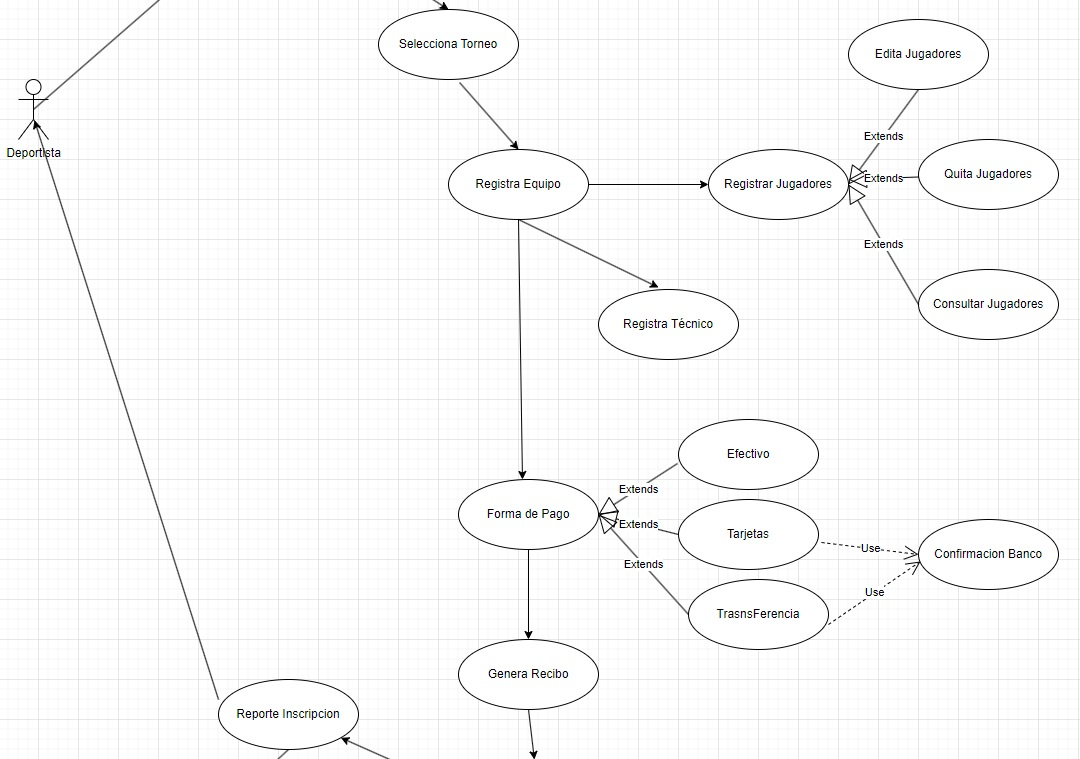 Selecciona Torneo
Edita Jugadores
Deportista
Extends
Registra Equipo
Registrar Jugadores
Extends
Quita Jugadores
Extends
Registra Técnico
Consultar Jugadores
Efectivo
Extends
Forma de Pago
Extends
Tarjetas
Use
Confirmacion Banco
Extends
Use
TrasnsFerencia
Genera Recibo
Reporte Inscripcion